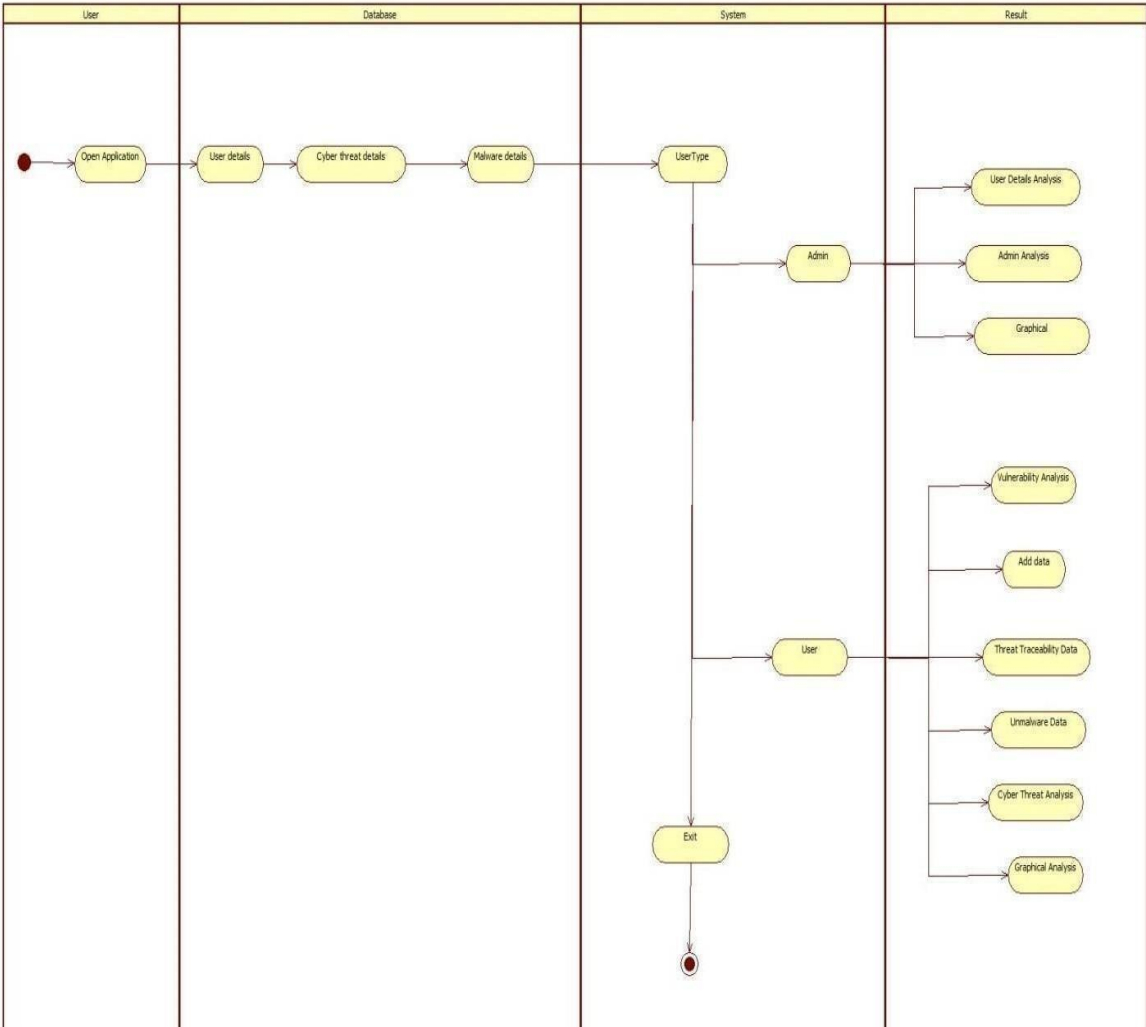 User
Database
System
Result
Open Application
User details
Cyber threat details
Malware details
UserType
User Details Analysis
Admin
Admin Analysis
Graphical
Vulnerability Analysis
Add data
User
Threat Traceability Data
Unmalware Data
Cyber Threat Analysis
Exit
Graphical Analysis